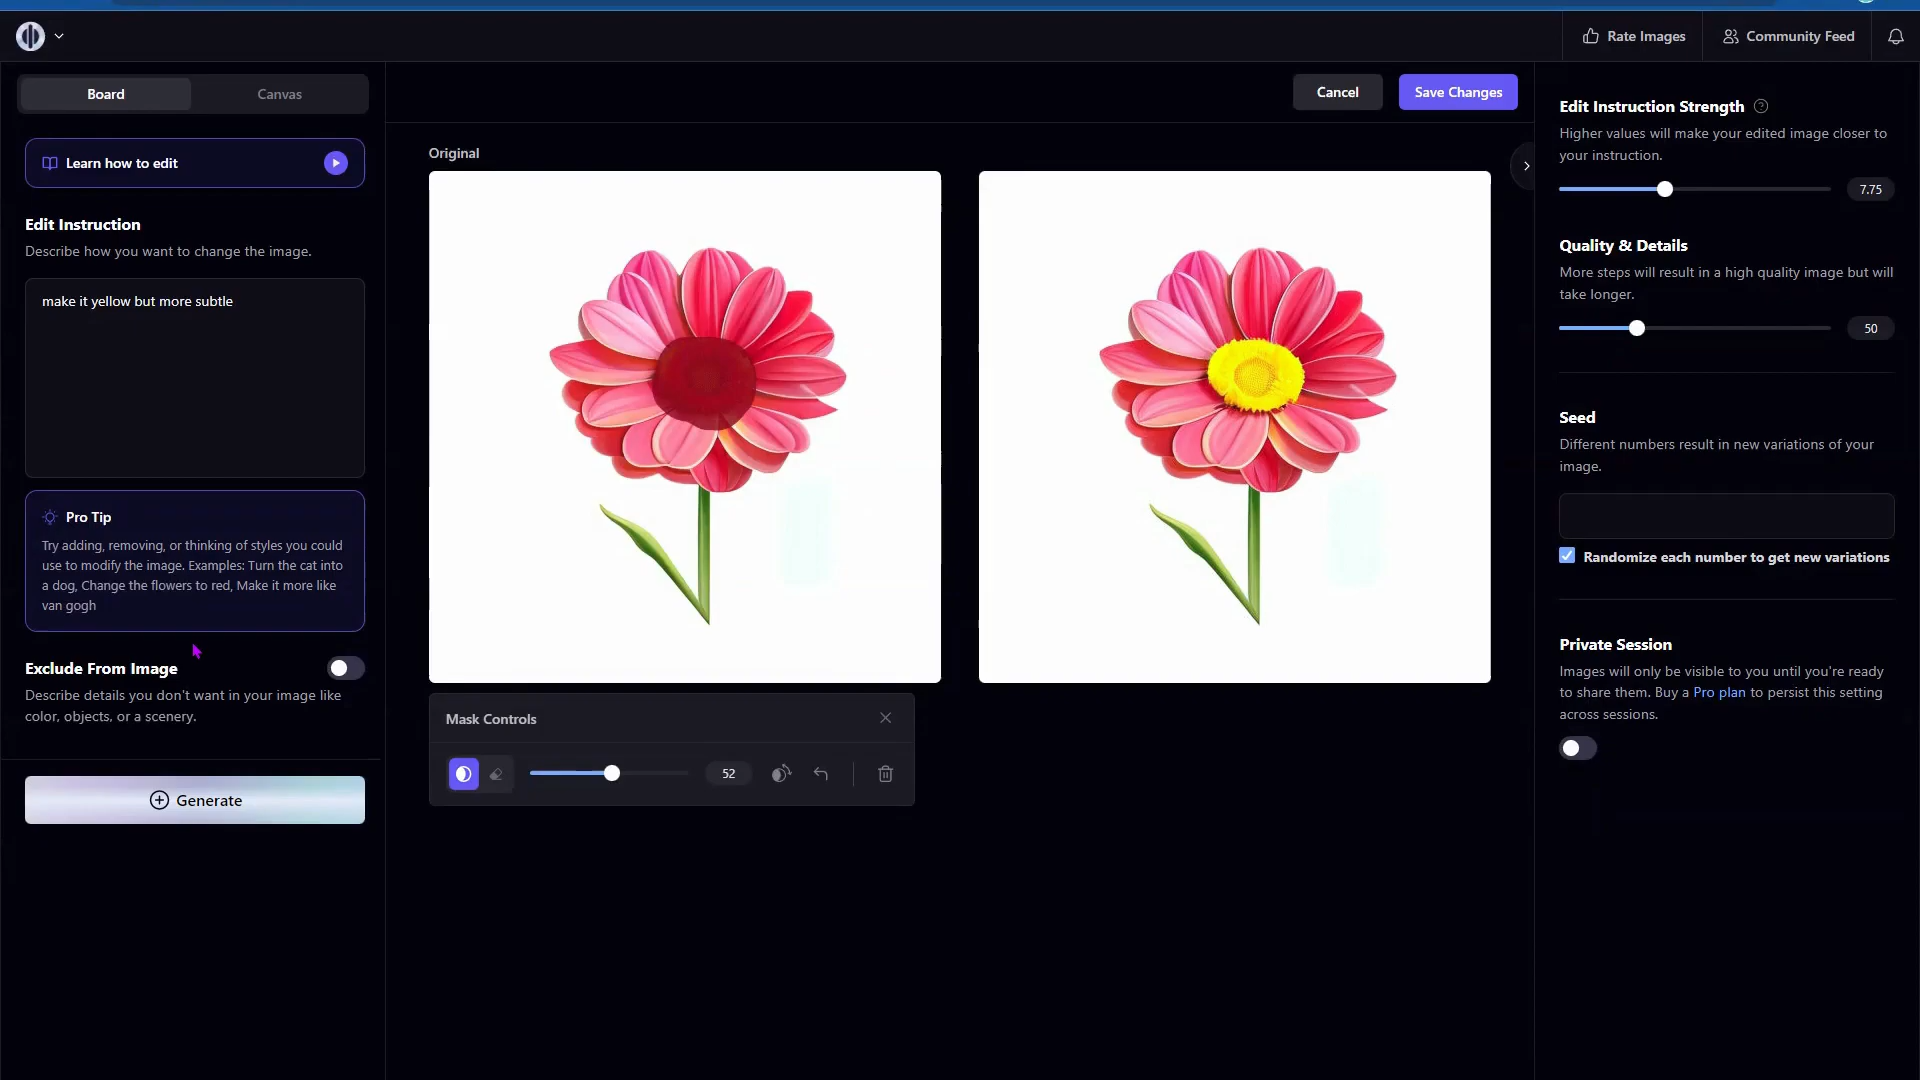 Rate Images
Community Feed
Board
Canvas
Cancel
Save Changes
Learn how to edit
Edit Instruction
Describe how you want to change the image.
make it yellow but more subtle
Pro Tip
Try adding, removing, or thinking of styles you could
use to modify the image. Examples: Turn the cat into
a dog, Change the flowers to red, Make it more like
van gogh
Exclude From Image
Describe details you don't want in your image like
color, objects, or a scenery.
Generate
Original
Mask Controls
52
Edit Instruction Strength
Higher values will make your edited image closer to
your instruction.
7.75
Quality & Details
More steps will result in a high quality image but will
take longer.
50
Seed
Different numbers result in new variations of your
image.
Randomize each number to get new variations
Private Session
Images will only be visible to you until you're ready
to share them. Buy a Pro plan to persist this setting
across sessions.